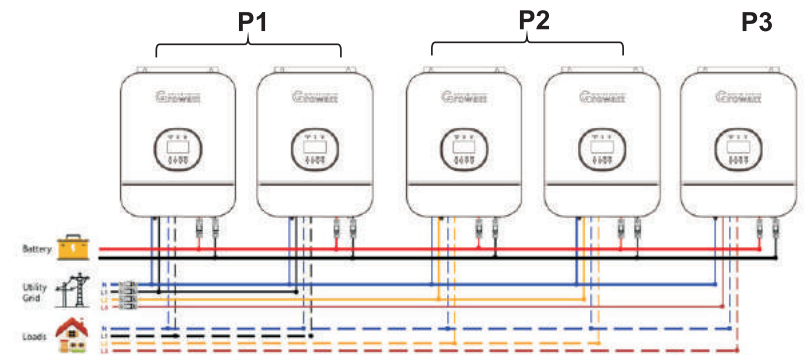 P1 P2 P3
Growatt Growatt Growatt Growatt Growatt
Battery
Utility
Grid
N
L1
L2
L3
Loads
N
L1
L2
L3